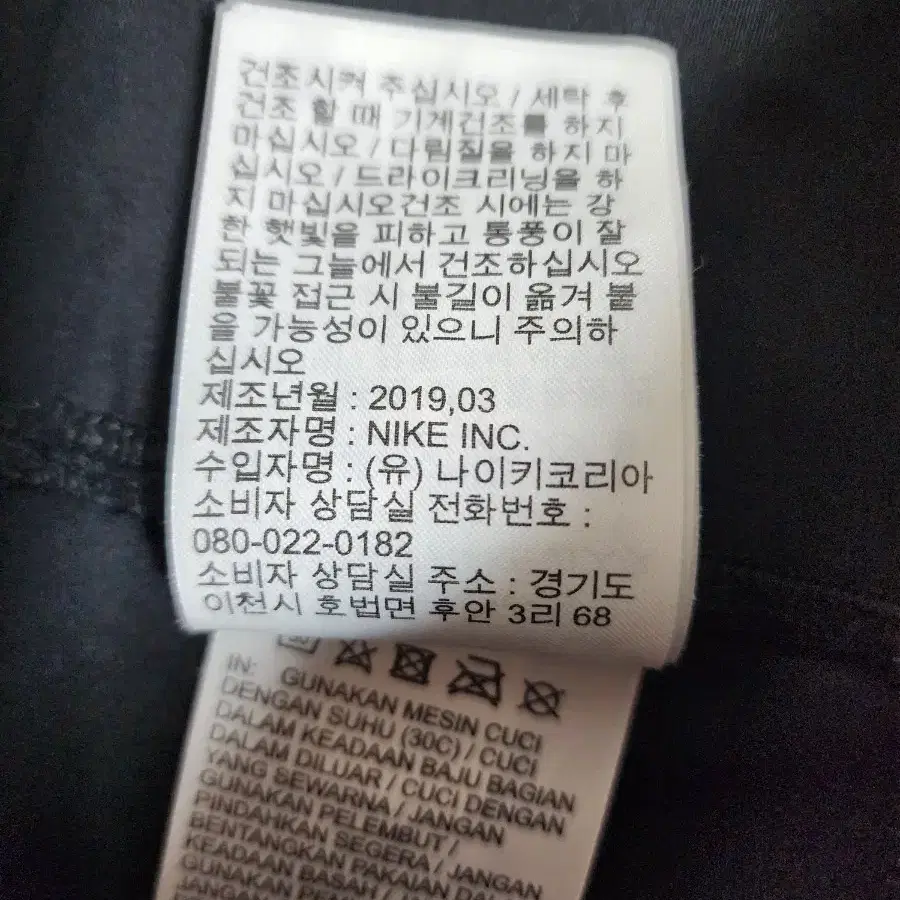 건조시켜 주십시오 / 세탁 후
건조 할 때 기계건조를 하지
마십시오 / 다림질을 하지 마
십시오 / 드라이크리닝을 하
지 마십시오건조 시에는 강
한 햇빛을 피하고 통풍이 잘
되는 그늘에서 건조하십시오
불꽃 접근 시 불길이 옮겨 붙
을 가능성이 있으니 주의하
십시오
제조년월 : 2019,03
제조자명 : NIKE INC.
수입자명 : (유) 나이키코리아
소비자 상담실 전화번호 :
080-022-0182
소비자 상담실 주소 : 경기도
이천시 호법면 후안 3리 68
IN: GUNAKAN MESIN CUCI
DENGAN SUHU (30C) / CUCI
DALAM KEADAAN BAJU BAGIAN
DALAM DILUAR / CUCI DENGAN
YANG SEWARNA / JANGAN
GUNAKAN PELEMBUT /
PINDAHKAN SEGERA / JANGAN
BENTANGKAN PAKAIAN DALAM
KEADAAN BASAH / JANGAN
GUNAKAN
JANGAN